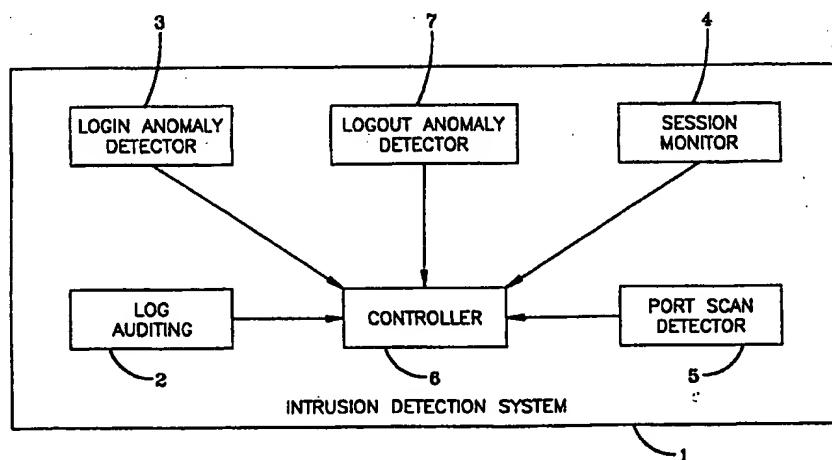 3
7
4
LOGIN ANOMALY
DETECTOR
LOGOUT ANOMALY
DETECTOR
SESSION
MONITOR
LOG
AUDITING
CONTROLLER
PORT SCAN
DETECTOR
2
6
5
INTRUSION DETECTION SYSTEM
1